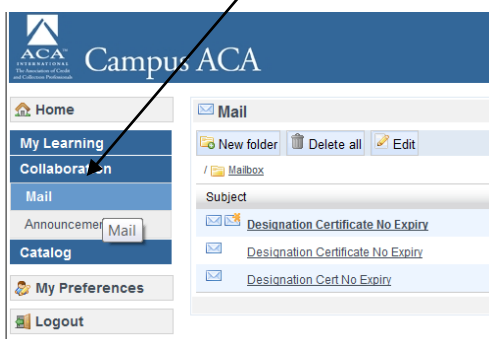 ACA
INTERNATIONAL
The Association of Credit
and Collection Professionals
Campus ACA
Home
My Learning
Collaboration
Mail
Announcemen
Mail
Catalog
My Preferences
Logout
Mail
New folder Delete all Edit
/ Mailbox
Subject
Designation Certificate No Expiry
Designation Certificate No Expiry
Designation Cert No Expiry